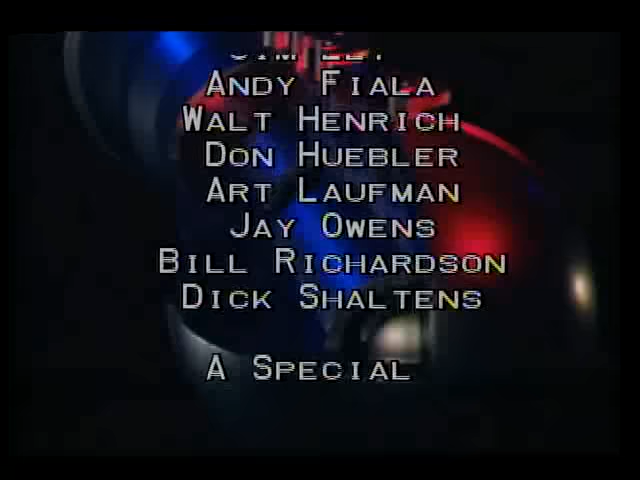 Andy Fiala
Walt Henrich
Don Huebler
Art Laufman
Jay Owens
Bill Richardson
Dick Shaltens
A Special